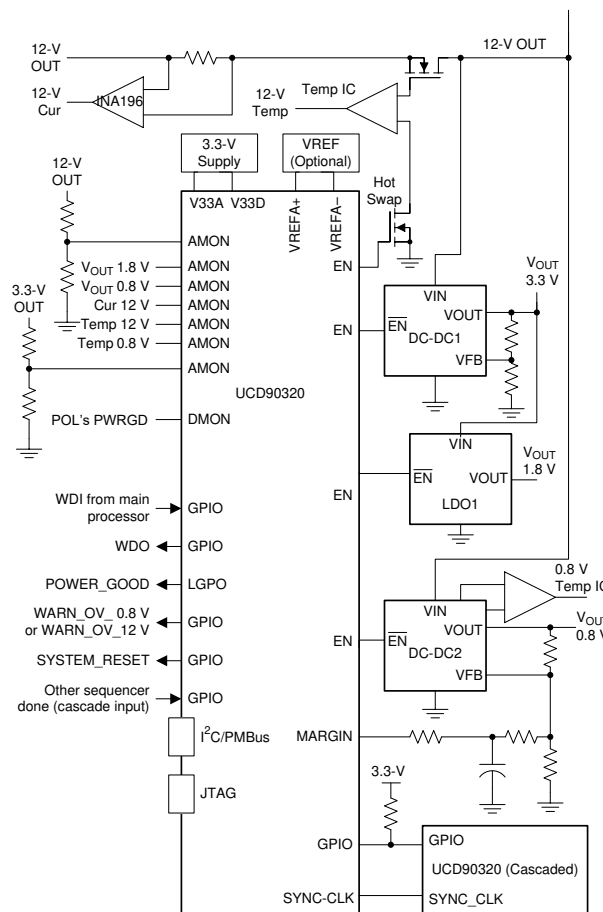 12-V
OUT
12-V OUT
INA196
12-V
Cur
12-V
Temp
Temp IC
3.3-V
Supply
VREF
(Optional)
Hot
Swap
12-V
OUT
V33A V33D
VREFA+
VREFA–
AMON
EN
VOUT 1.8 V
AMON
VOUT 0.8 V
AMON
Cur 12 V
AMON
Temp 12 V
AMON
Temp 0.8 V
AMON
3.3-V
OUT
AMON
VOUT
3.3 V
VIN
VOUT
EN
EN
DC-DC1
VFB
UCD90320
POL's PWRGD
DMON
VIN
VOUT
1.8 V
EN
VOUT
EN
LDO1
WDI from main
processor
GPIO
WDO
GPIO
POWER_GOOD
LGPO
WARN_OV_ 0.8 V
or WARN_OV_12 V
GPIO
0.8 V
Temp IC
VIN
VOUT
VOUT
0.8 V
EN
EN
DC-DC2
VFB
SYSTEM_RESET
GPIO
Other sequencer
done (cascade input)
GPIO
I2C/PMBus
MARGIN
JTAG
3.3-V
GPIO
GPIO
UCD90320 (Cascaded)
SYNC-CLK
SYNC_CLK